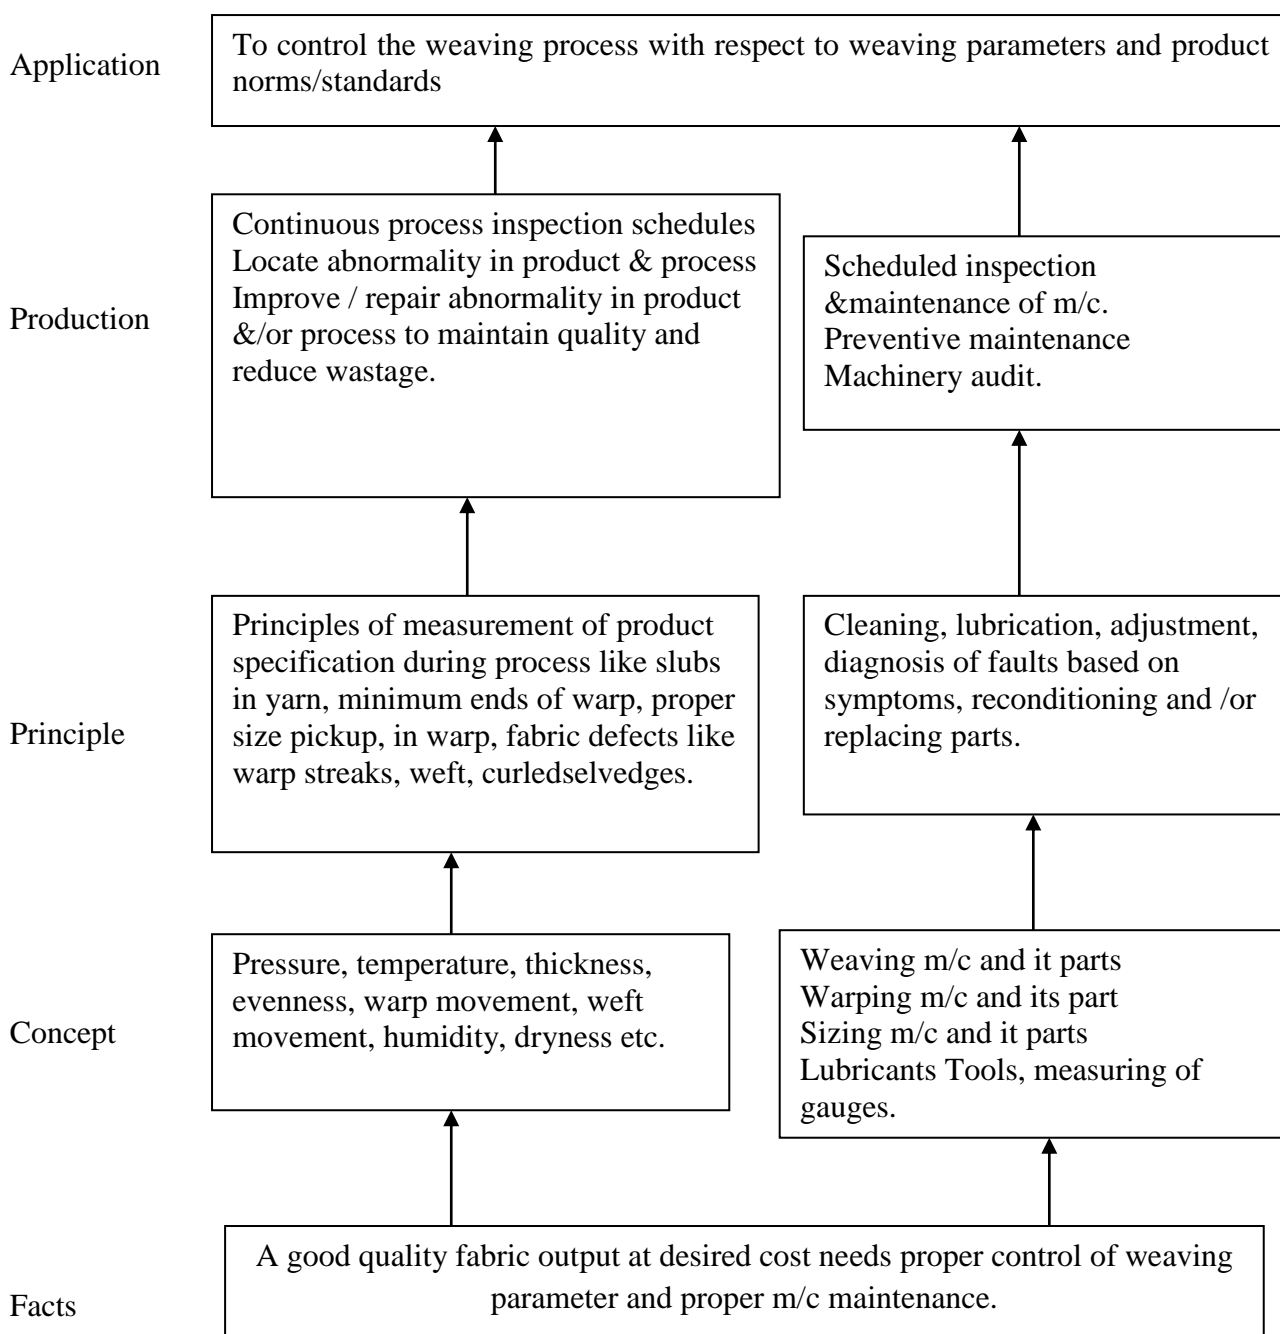 Application
To control the weaving process with respect to weaving parameters and product
norms/standards
Production
Continuous process inspection schedules
Locate abnormality in product & process
Improve / repair abnormality in product
&/or process to maintain quality and
reduce wastage.
Scheduled inspection
&maintenance of m/c.
Preventive maintenance
Machinery audit.
Principle
Principles of measurement of product
specification during process like slubs
in yarn, minimum ends of warp, proper
size pickup, in warp, fabric defects like
warp streaks, weft, curledselvedges.
Cleaning, lubrication, adjustment,
diagnosis of faults based on
symptoms, reconditioning and /or
replacing parts.
Concept
Pressure, temperature, thickness,
evenness, warp movement, weft
movement, humidity, dryness etc.
Weaving m/c and it parts
Warping m/c and its part
Sizing m/c and it parts
Lubricants Tools, measuring of
gauges.
Facts
A good quality fabric output at desired cost needs proper control of weaving
parameter and proper m/c maintenance.